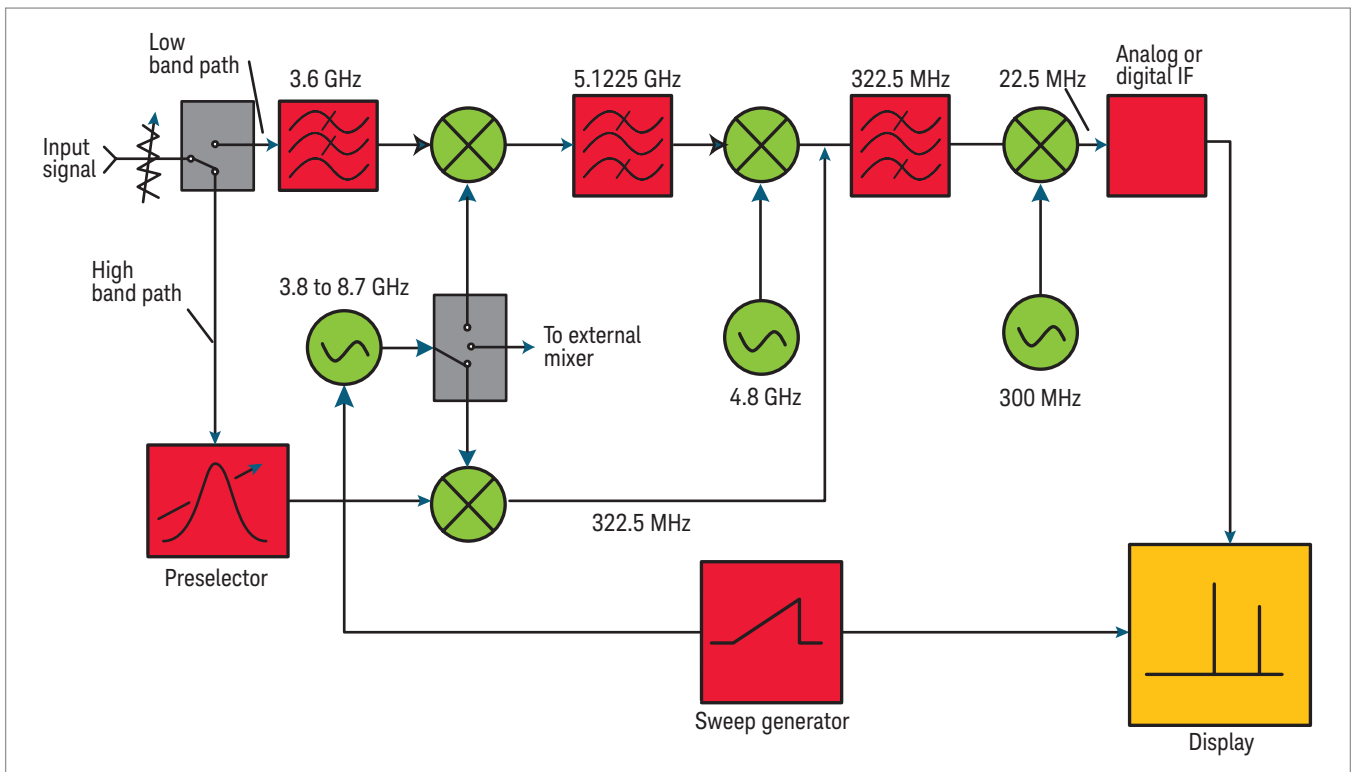 Low
band path
3.6 GHz
5.1225 GHz
322.5 MHz
22.5 MHz
Analog or
digital IF
Input
signal
High
band path
3.8 to 8.7 GHz
To external
mixer
4.8 GHz
300 MHz
322.5 MHz
Preselector
Sweep generator
Display